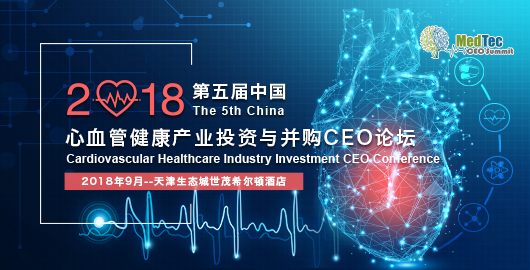 MedTec
CEO Summit
2018 第五届中国
The 5th China
心血管健康产业投资与并购CEO论坛
Cardiovascular Healthcare Industry Investment CEO Conference
2018年9月--天津生态城世茂希尔顿酒店